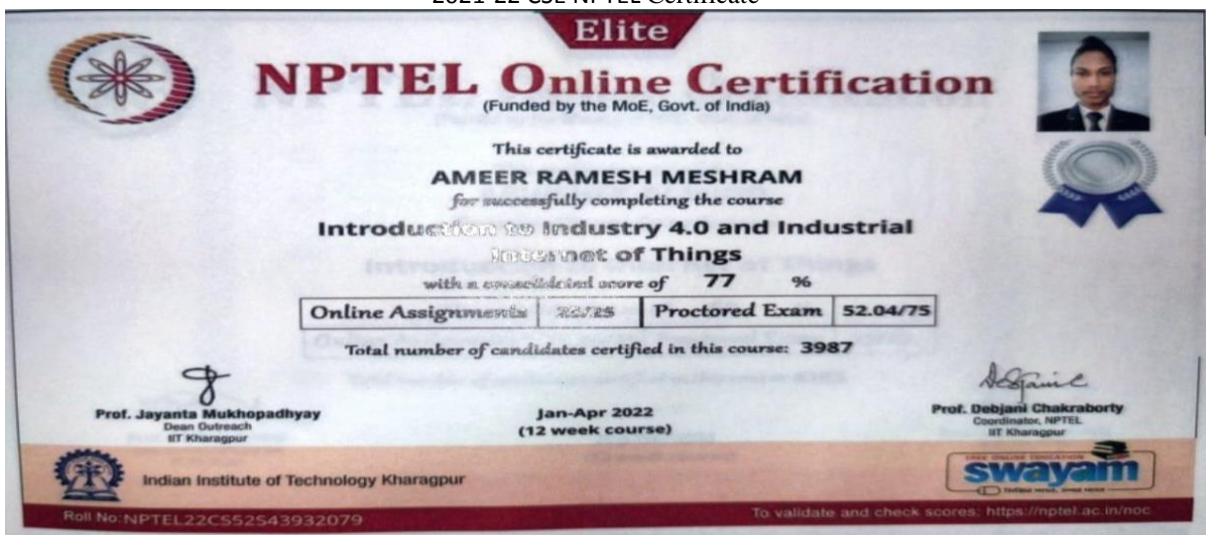 2021-22 CSE NPTEL Certificate
Elite
NPTEL Online Certification
(Funded by the MoE, Govt. of India)
This certificate is awarded to
AMEER RAMESH MESHRAM
for successfully completing the course
Introduction to Industry 4.0 and Industrial
Internet of Things
with a consolidated score of 77 %
Online Assignments /25 Proctored Exam 52.04/75
Total number of candidates certified in this course: 3987
Prof. Jayanta Mukhopadhyay
Dean Outreach
IIT Kharagpur
Jan-Apr 2022
(12 week course)
Prof. Debjani Chakraborty
Coordinator, NPTEL
IIT Kharagpur
Indian Institute of Technology Kharagpur
FREE ONLINE EDUCATION
swayam
Roll No:NPTEL22CS52S43932079
To validate and check scores: https://nptel.ac.in/noc